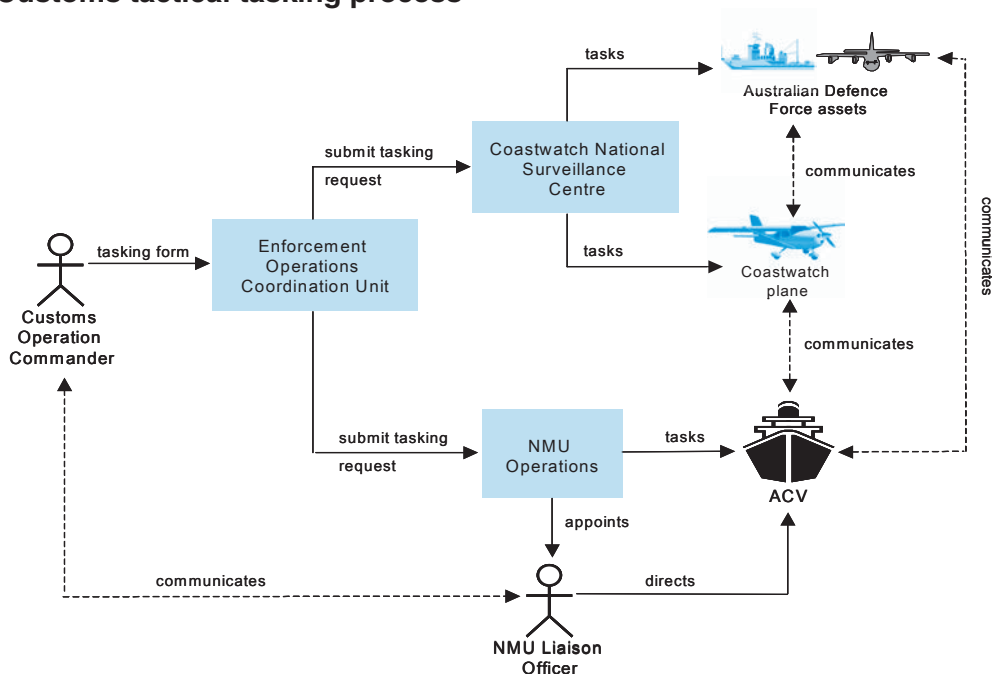 Customs tactical tasking process
tasks
Australian Defence
Force assets
submit tasking
request
Coastwatch National
Surveillance
Centre
communicates
communicates
tasking form
Enforcement
Operations
Coordination Unit
tasks
Coastwatch
plane
Customs
Operation
Commander
communicates
submit tasking
request
NMU
Operations
tasks
ACV
appoints
communicates
directs
NMU Liaison
Officer